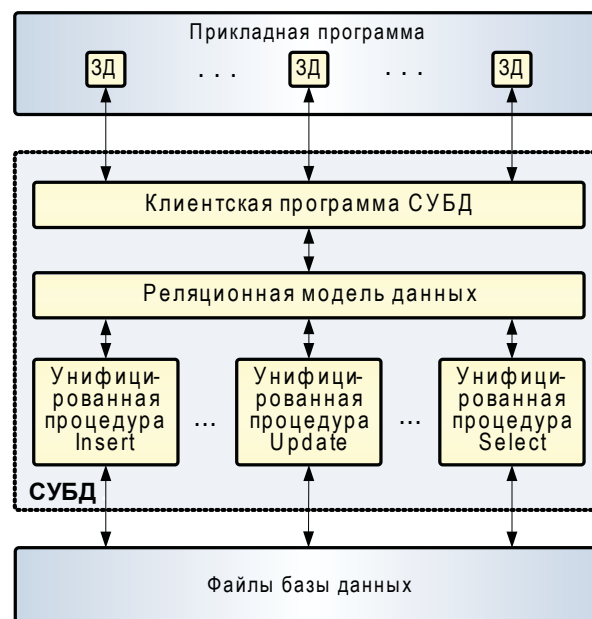 Прикладная программа
ЗД ... ЗД ... ЗД
Клиентская программа СУБД
Реляционная модель данных
Унифици-
рованная
процедура
Insert
...
Унифици-
рованная
процедура
Update
...
Унифици-
рованная
процедура
Select
СУБД
Файлы базы данных